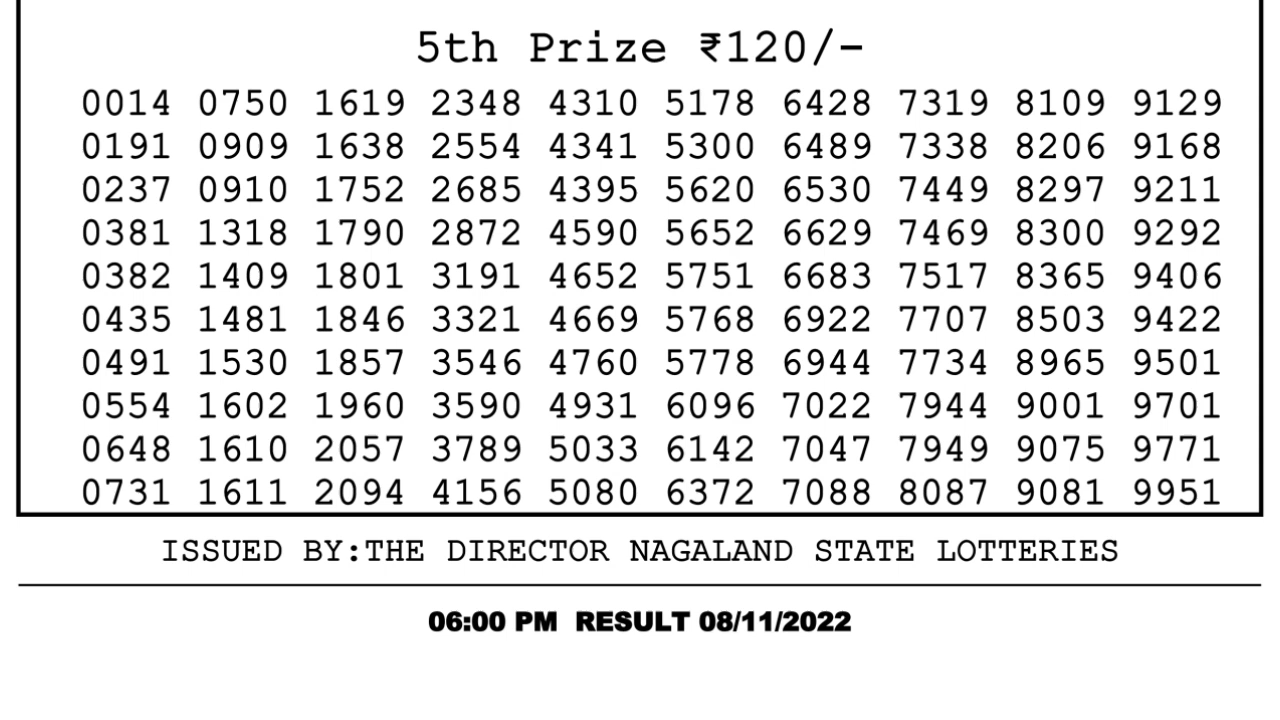 5th Prize ₹120/-
0014 0750 1619 2348 4310 5178 6428 7319 8109 9129
0191 0909 1638 2554 4341 5300 6489 7338 8206 9168
0237 0910 1752 2685 4395 5620 6530 7449 8297 9211
0381 1318 1790 2872 4590 5652 6629 7469 8300 9292
0382 1409 1801 3191 4652 5751 6683 7517 8365 9406
0435 1481 1846 3321 4669 5768 6922 7707 8503 9422
0491 1530 1857 3546 4760 5778 6944 7734 8965 9501
0554 1602 1960 3590 4931 6096 7022 7944 9001 9701
0648 1610 2057 3789 5033 6142 7047 7949 9075 9771
0731 1611 2094 4156 5080 6372 7088 8087 9081 9951
ISSUED BY:THE DIRECTOR NAGALAND STATE LOTTERIES
06:00 PM RESULT 08/11/2022